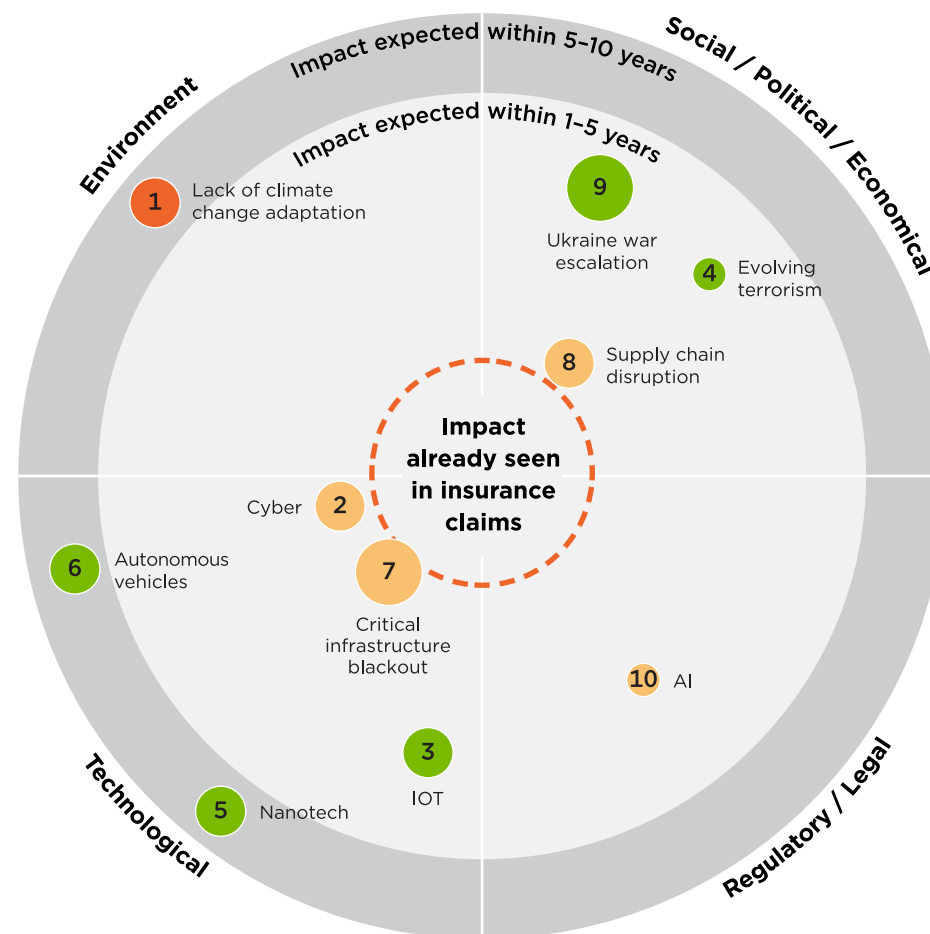 Impact expected within 5–10 years
Impact expected within 1–5 years
Environment
Social / Political / Economical
1
Lack of climate
change adaptation
9
Ukraine war
escalation
4
Evolving
terrorism
8
Supply chain
disruption
Impact
already seen
in insurance
claims
Cyber
2
6
Autonomous
vehicles
7
Critical
infrastructure
blackout
10
AI
3
IOT
5
Nanotech
Technological
Regulatory / Legal